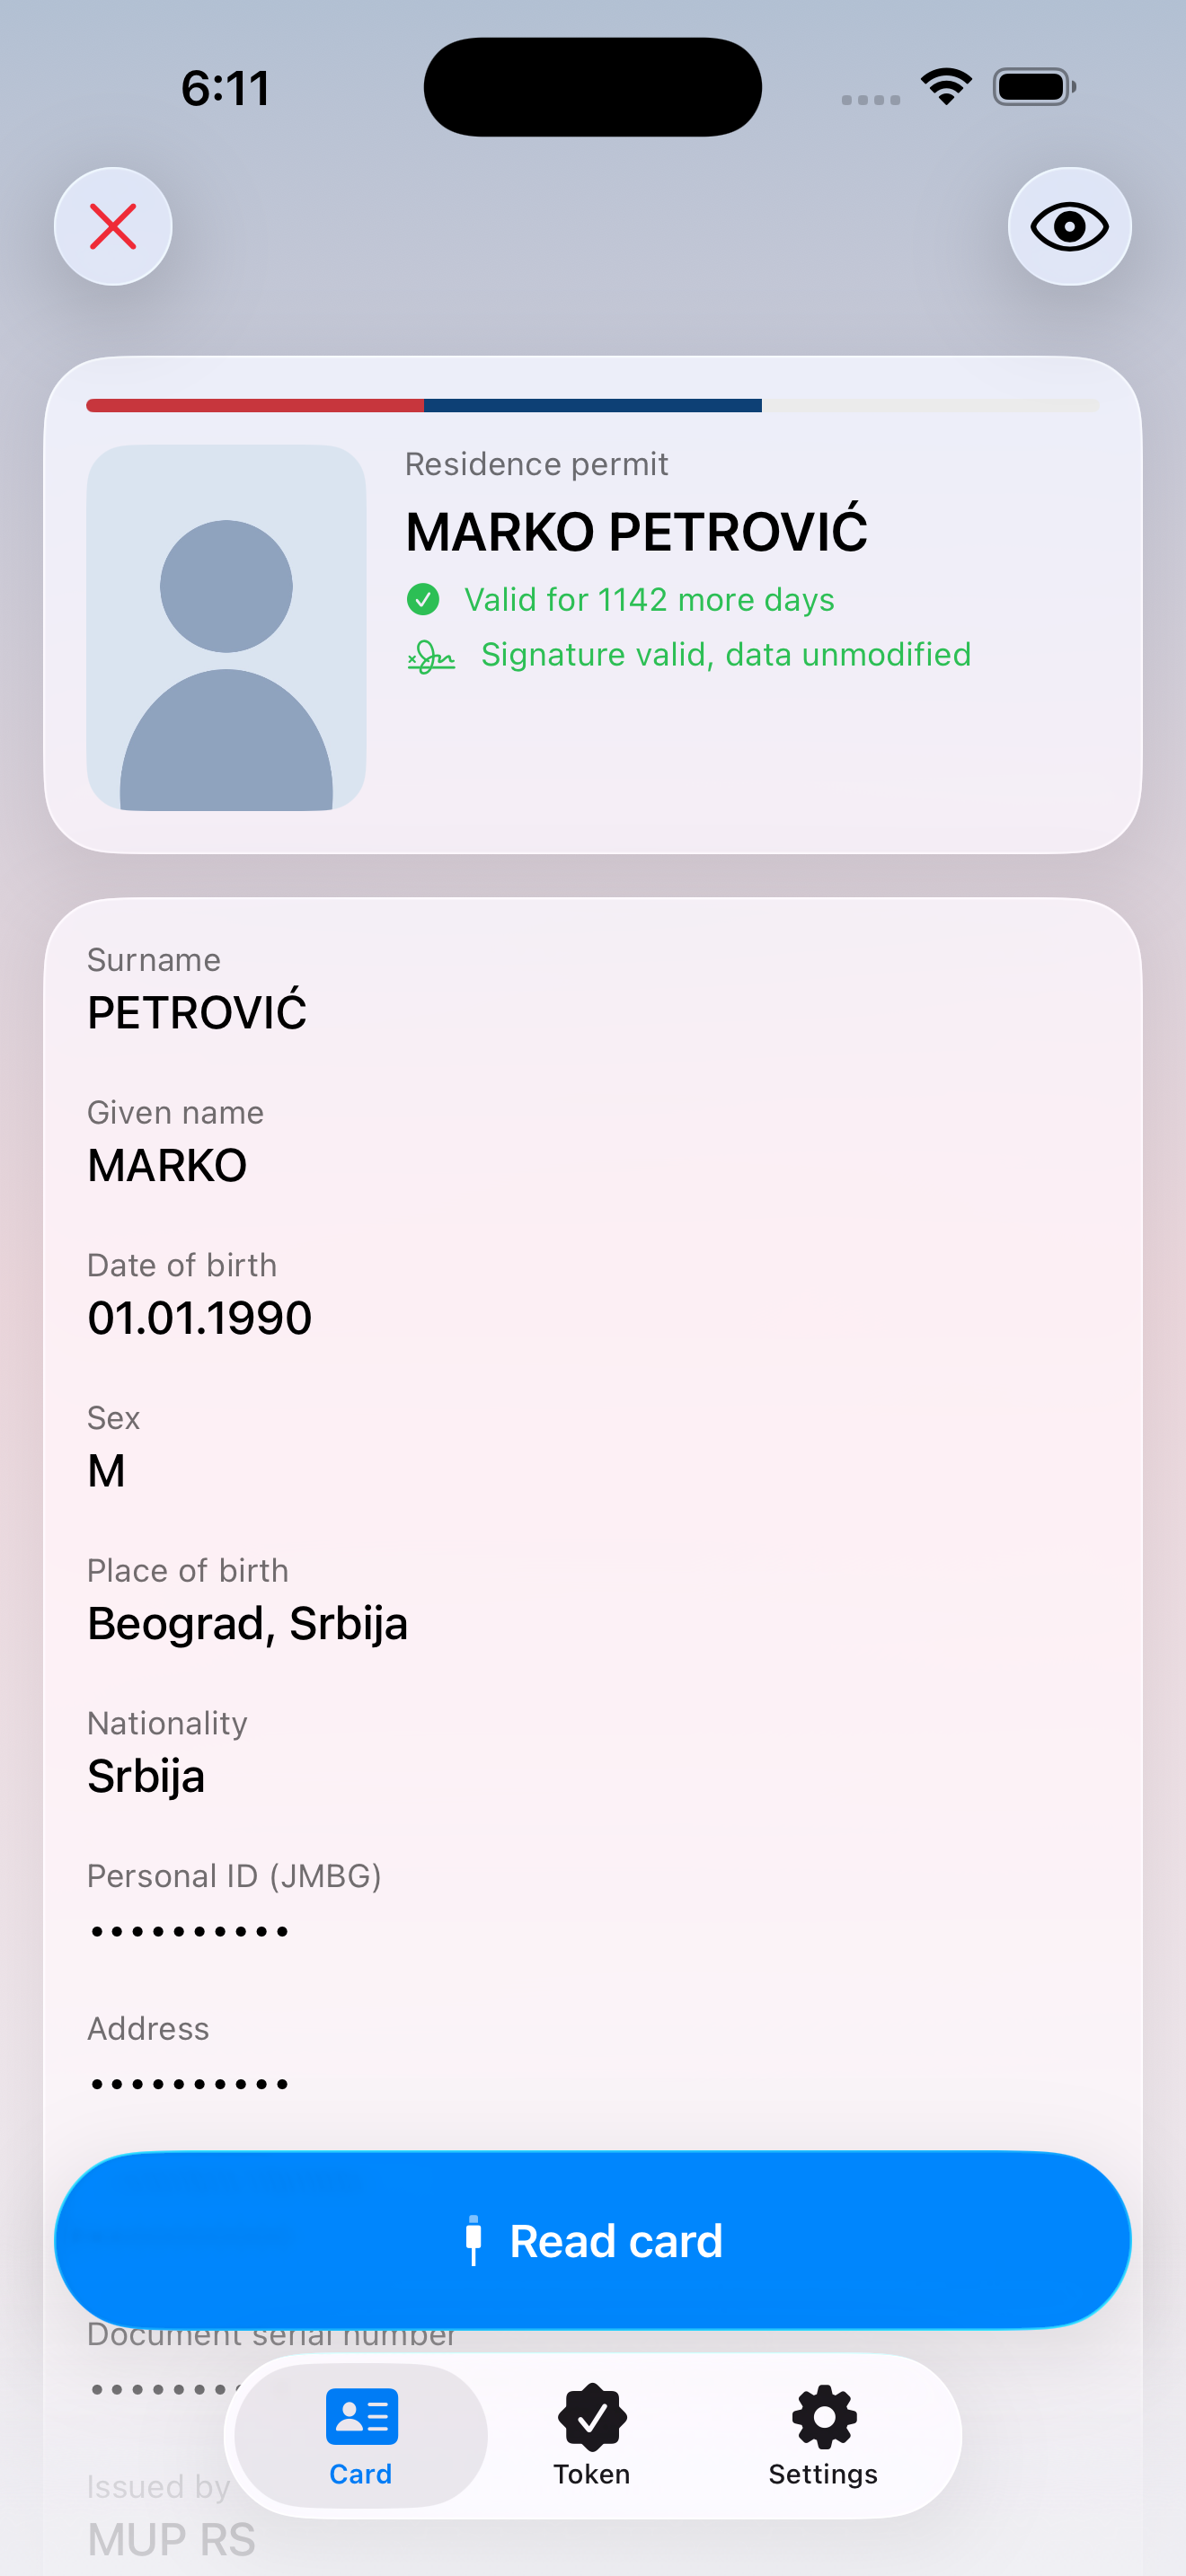 6:11
Residence permit
MARKO PETROVIĆ
Valid for 1142 more days
Signature valid, data unmodified
Surname
PETROVIĆ
Given name
MARKO
Date of birth
01.01.1990
Sex
M
Place of birth
Beograd, Srbija
Nationality
Srbija
Personal ID (JMBG)
••••••••••
Address
••••••••••
Read card
Document serial number
••••••••
Card
Token
Settings
Issued by
MUP RS